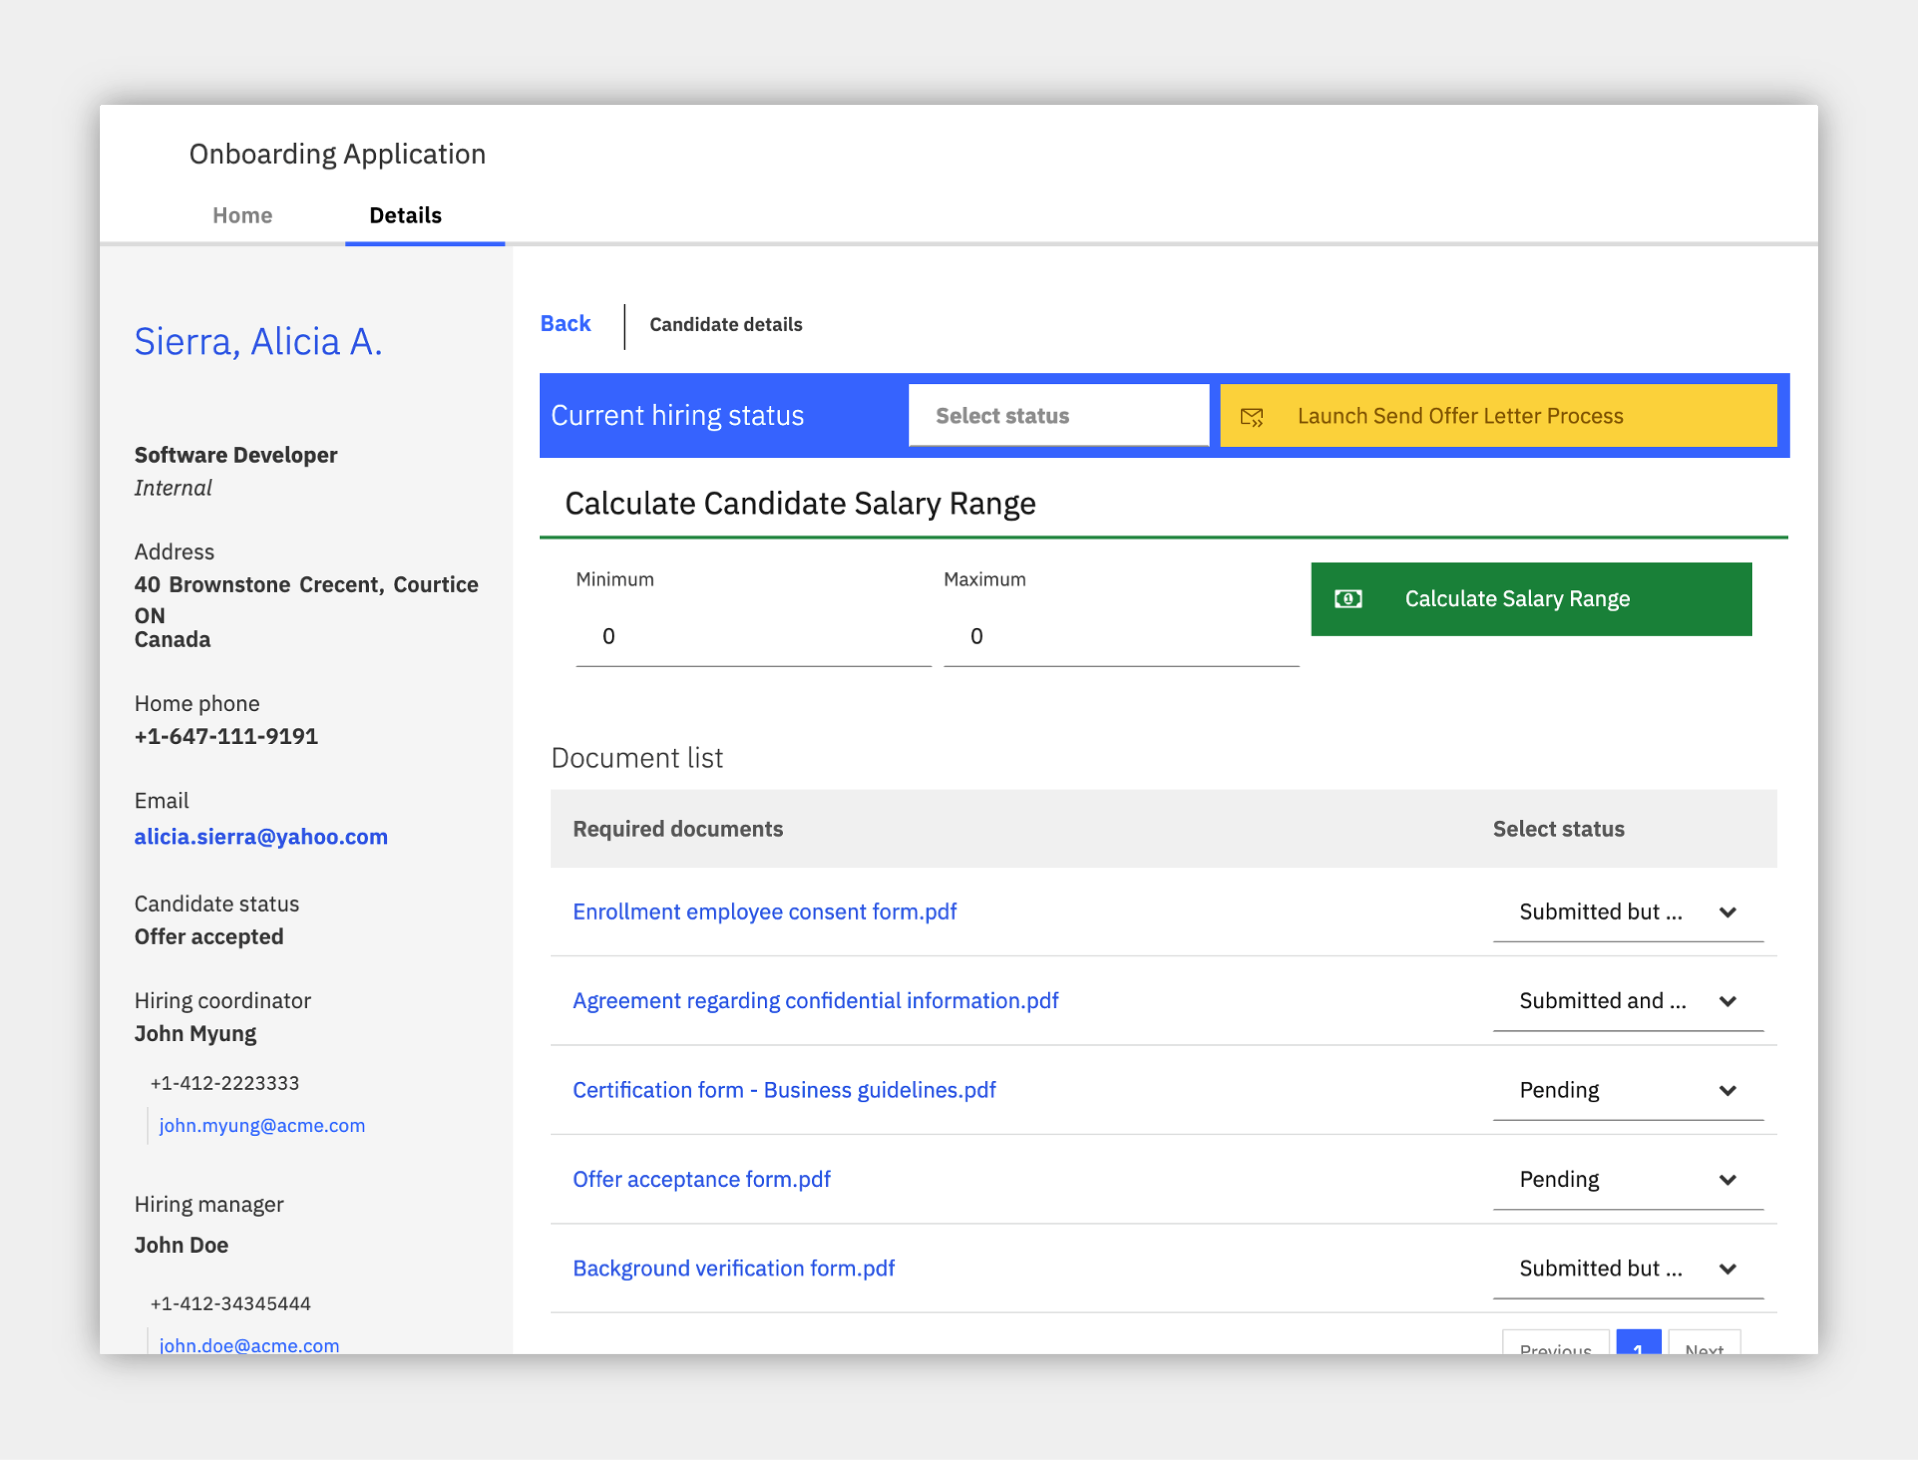 Onboarding Application
Home
Details
Sierra, Alicia A.
Software Developer
Internal
Address
40 Brownstone Crecent, Courtice
ON
Canada
Home phone
+1-647-111-9191
Email
alicia.sierra@yahoo.com
Candidate status
Offer accepted
Hiring coordinator
John Myung
+1-412-2223333
john.myung@acme.com
Hiring manager
John Doe
+1-412-34345444
john.doe@acme.com
Back
Candidate details
Current hiring status
Select status
Launch Send Offer Letter Process
Calculate Candidate Salary Range
Minimum
Maximum
0
0
Calculate Salary Range
Document list
Required documents
Select status
Enrollment employee consent form.pdf
Submitted but ...
Agreement regarding confidential information.pdf
Submitted and ...
Certification form - Business guidelines.pdf
Pending
Offer acceptance form.pdf
Pending
Background verification form.pdf
Submitted but ...
Previous
1
Next